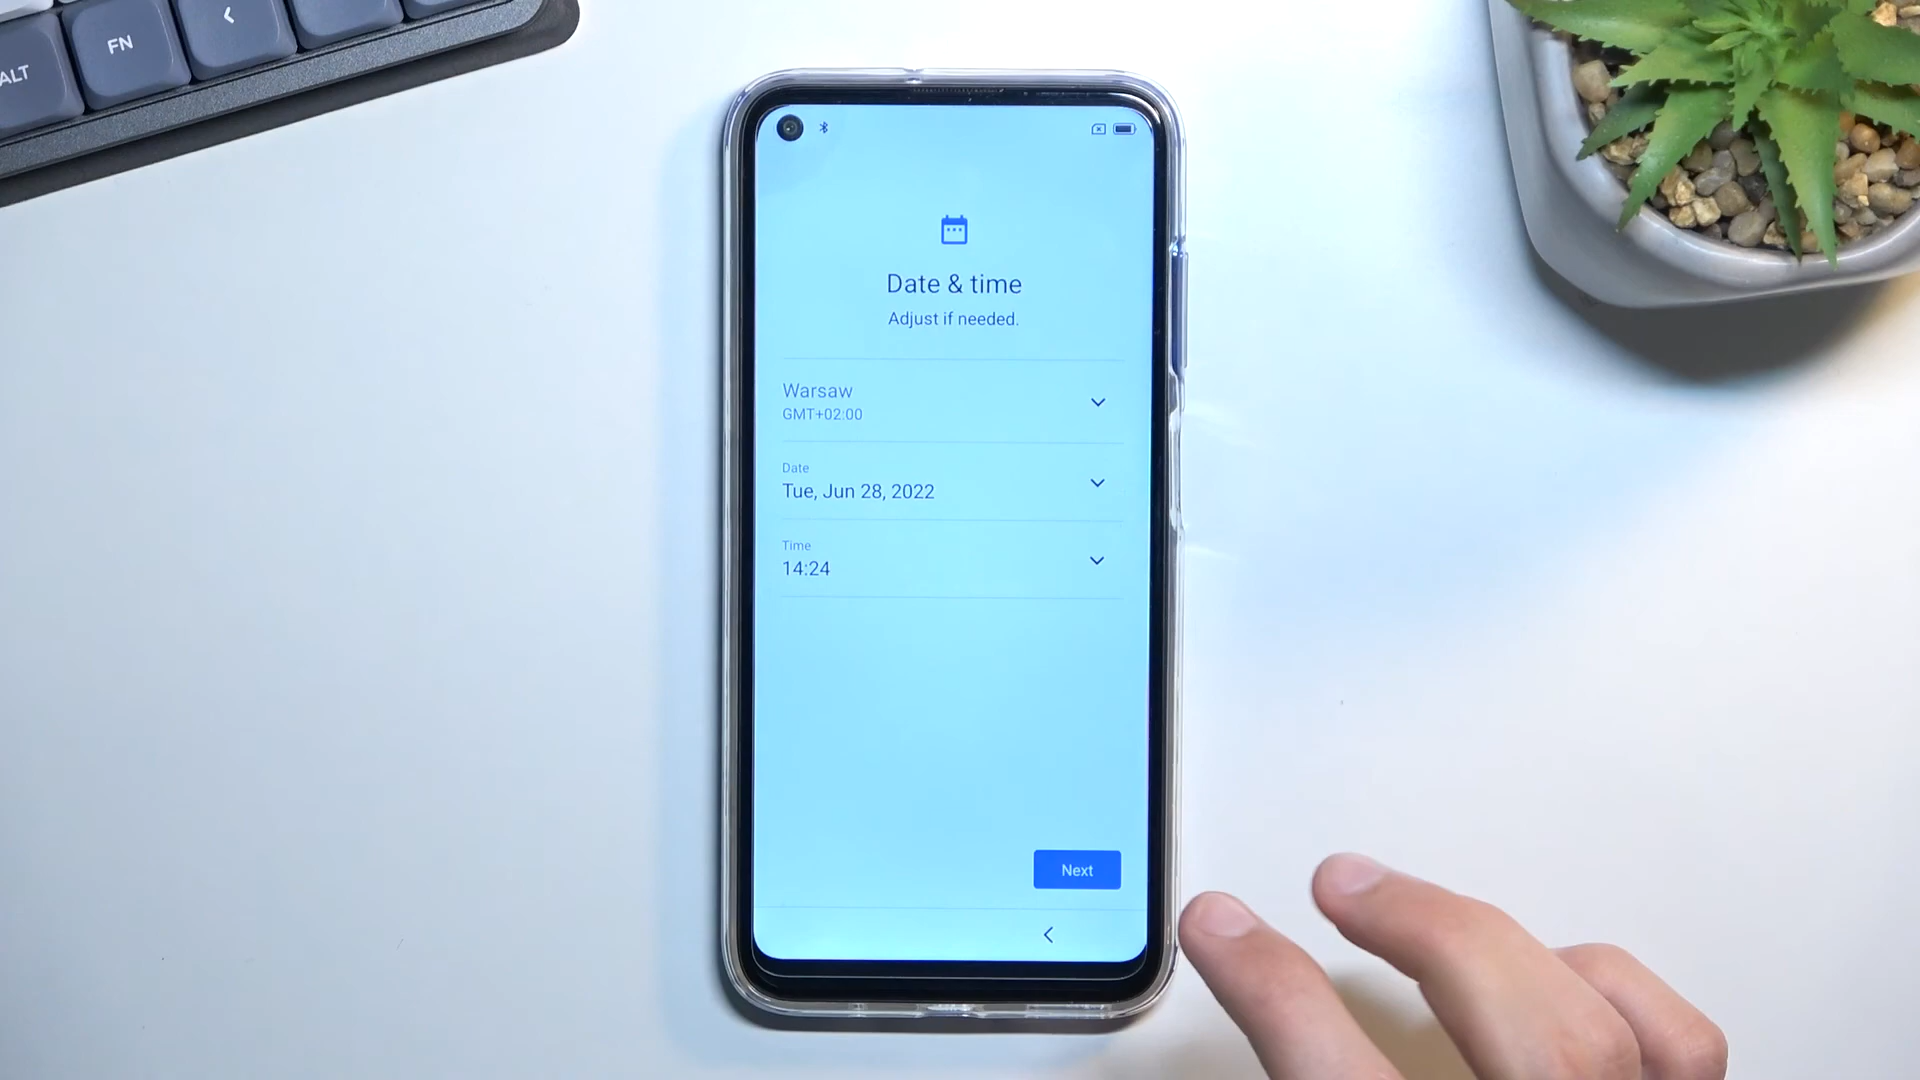 ALT
FN
Date & time
Adjust if needed.
Warsaw
GMT+02:00
Date
Tue, Jun 28, 2022
Time
14:24
Next